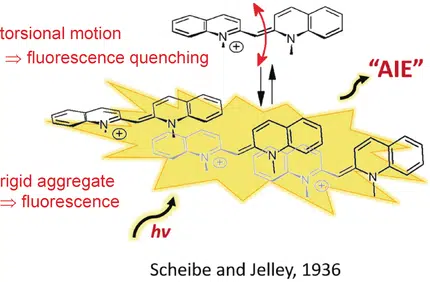 torsional motion
⇒ fluorescence quenching
N
⊕
N
“AIE”
N
⊕
N
N
⊕
N
N
⊕
N
rigid aggregate
⇒ fluorescence
hν
Scheibe and Jelley, 1936